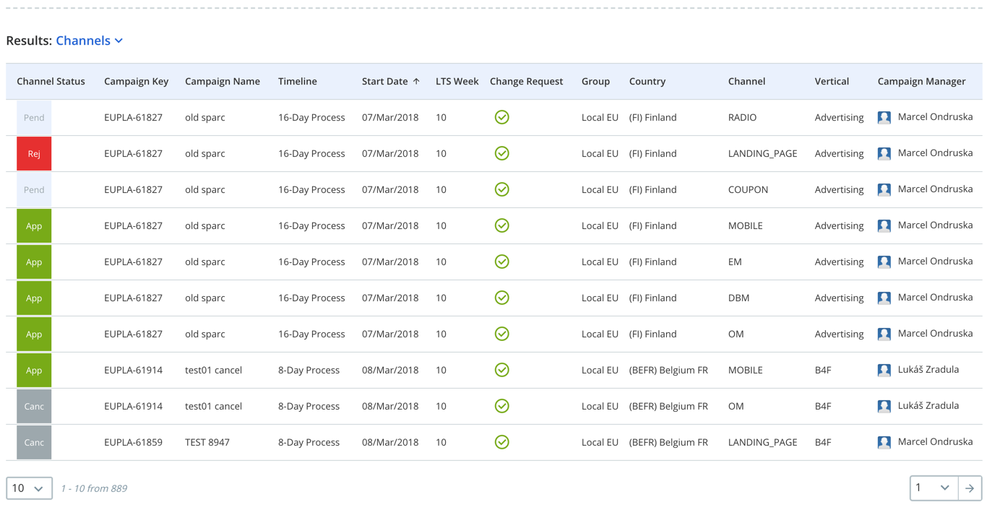 Results: Channels
Channel Status Campaign Key Campaign Name Timeline Start Date LTS Week Change Request Group Country Channel Vertical Campaign Manager
Pend EUPLA-61827 old sparc 16-Day Process 07/Mar/2018 10 Local EU (FI) Finland RADIO Advertising Marcel Ondruska
Rej EUPLA-61827 old sparc 16-Day Process 07/Mar/2018 10 Local EU (FI) Finland LANDING_PAGE Advertising Marcel Ondruska
Pend EUPLA-61827 old sparc 16-Day Process 07/Mar/2018 10 Local EU (FI) Finland COUPON Advertising Marcel Ondruska
App EUPLA-61827 old sparc 16-Day Process 07/Mar/2018 10 Local EU (FI) Finland MOBILE Advertising Marcel Ondruska
App EUPLA-61827 old sparc 16-Day Process 07/Mar/2018 10 Local EU (FI) Finland EM Advertising Marcel Ondruska
App EUPLA-61827 old sparc 16-Day Process 07/Mar/2018 10 Local EU (FI) Finland DBM Advertising Marcel Ondruska
App EUPLA-61827 old sparc 16-Day Process 07/Mar/2018 10 Local EU (FI) Finland OM Advertising Marcel Ondruska
App EUPLA-61914 test01 cancel 8-Day Process 08/Mar/2018 10 Local EU (BEFR) Belgium FR MOBILE B4F Lukáš Zradula
Canc EUPLA-61914 test01 cancel 8-Day Process 08/Mar/2018 10 Local EU (BEFR) Belgium FR OM B4F Lukáš Zradula
Canc EUPLA-61859 TEST 8947 8-Day Process 08/Mar/2018 10 Local EU (BEFR) Belgium FR LANDING_PAGE B4F Marcel Ondruska
10 1 - 10 from 889 1